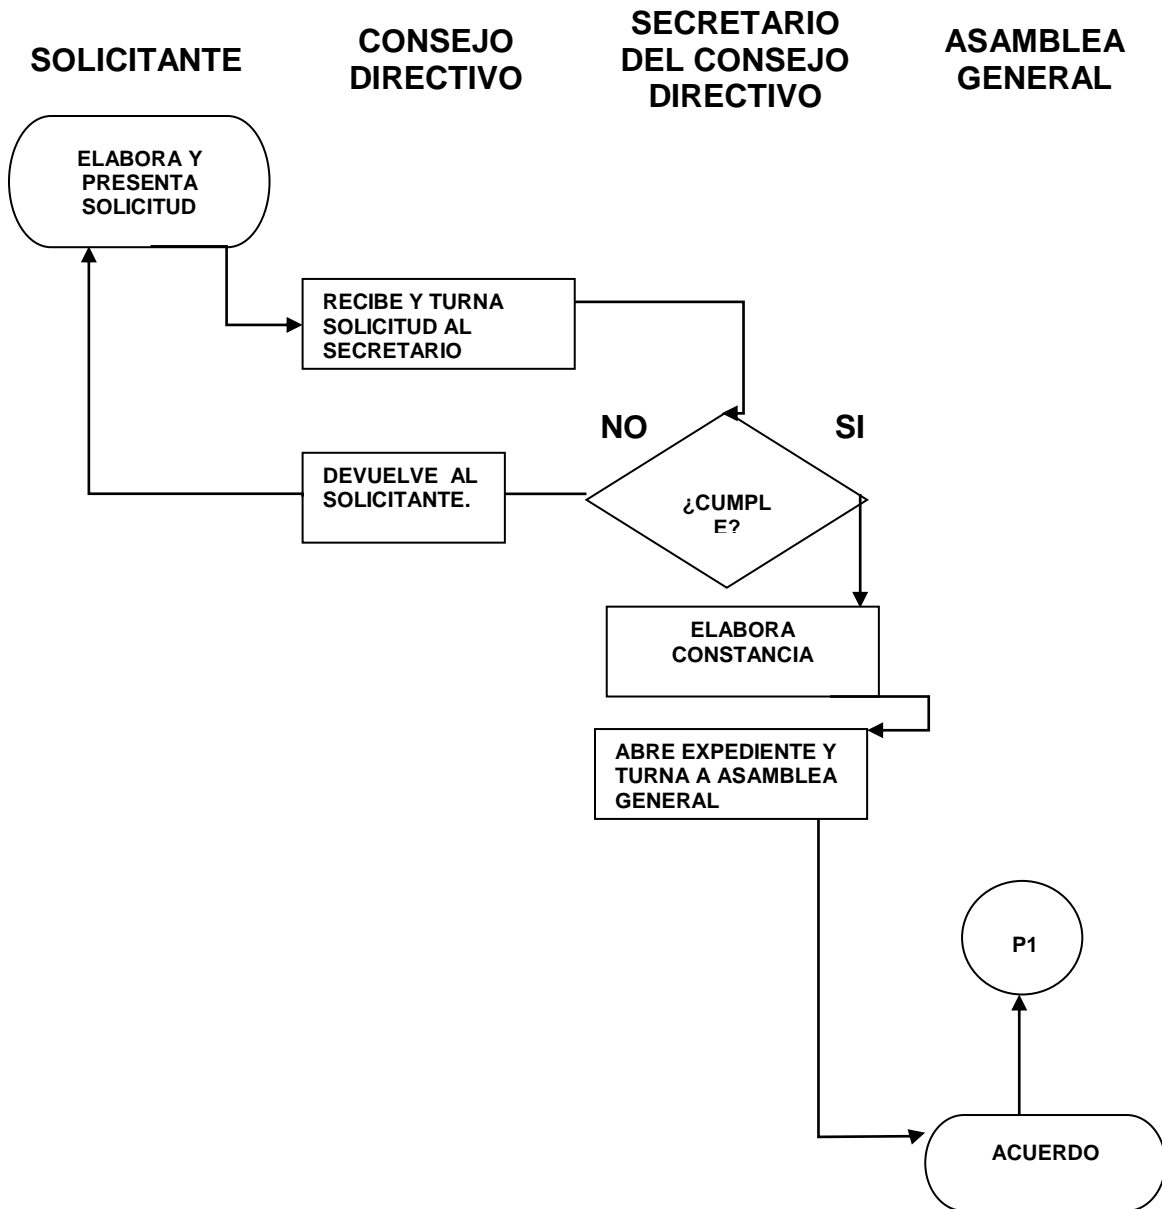 SOLICITANTE
CONSEJO
DIRECTIVO
SECRETARIO
DEL CONSEJO
DIRECTIVO
ASAMBLEA
GENERAL
ELABORA Y
PRESENTA
SOLICITUD
RECIBE Y TURNA
SOLICITUD AL
SECRETARIO
NO
SI
DEVUELVE AL
SOLICITANTE.
¿CUMPL
E?
ELABORA
CONSTANCIA
ABRE EXPEDIENTE Y
TURNA A ASAMBLEA
GENERAL
P1
ACUERDO